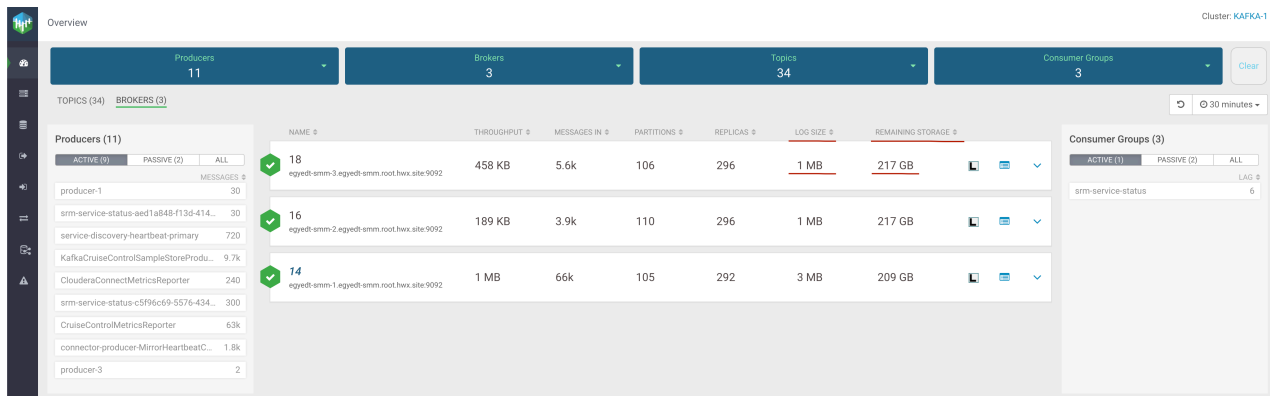 Overview
Cluster: KAFKA-1
Producers
11
Brokers
3
Topics
34
Consumer Groups
3
Clear
TOPICS (34) BROKERS (3)
30 minutes
Producers (11)
ACTIVE (9) PASSIVE (2) ALL
MESSAGES
producer-1 30
srm-service-status-aed1a848-f13d-414... 30
service-discovery-heartbeat-primary 720
KafkaCruiseControlSampleStoreProdu... 9.7k
ClouderaConnectMetricsReporter 240
srm-service-status-c5f96c69-5576-434... 300
CruiseControlMetricsReporter 63k
connector-producer-MirrorHeartbeatC... 1.8k
producer-3 2
NAME THROUGHPUT MESSAGES IN PARTITIONS REPLICAS LOG SIZE REMAINING STORAGE
18 458 KB 5.6k 106 296 1 MB 217 GB
egyedt-smm-3.egyedt-smm.root.hwx.site:9092
16 189 KB 3.9k 110 296 1 MB 217 GB
egyedt-smm-2.egyedt-smm.root.hwx.site:9092
14 1 MB 66k 105 292 3 MB 209 GB
egyedt-smm-1.egyedt-smm.root.hwx.site:9092
Consumer Groups (3)
ACTIVE (1) PASSIVE (2) ALL
LAG
srm-service-status 6